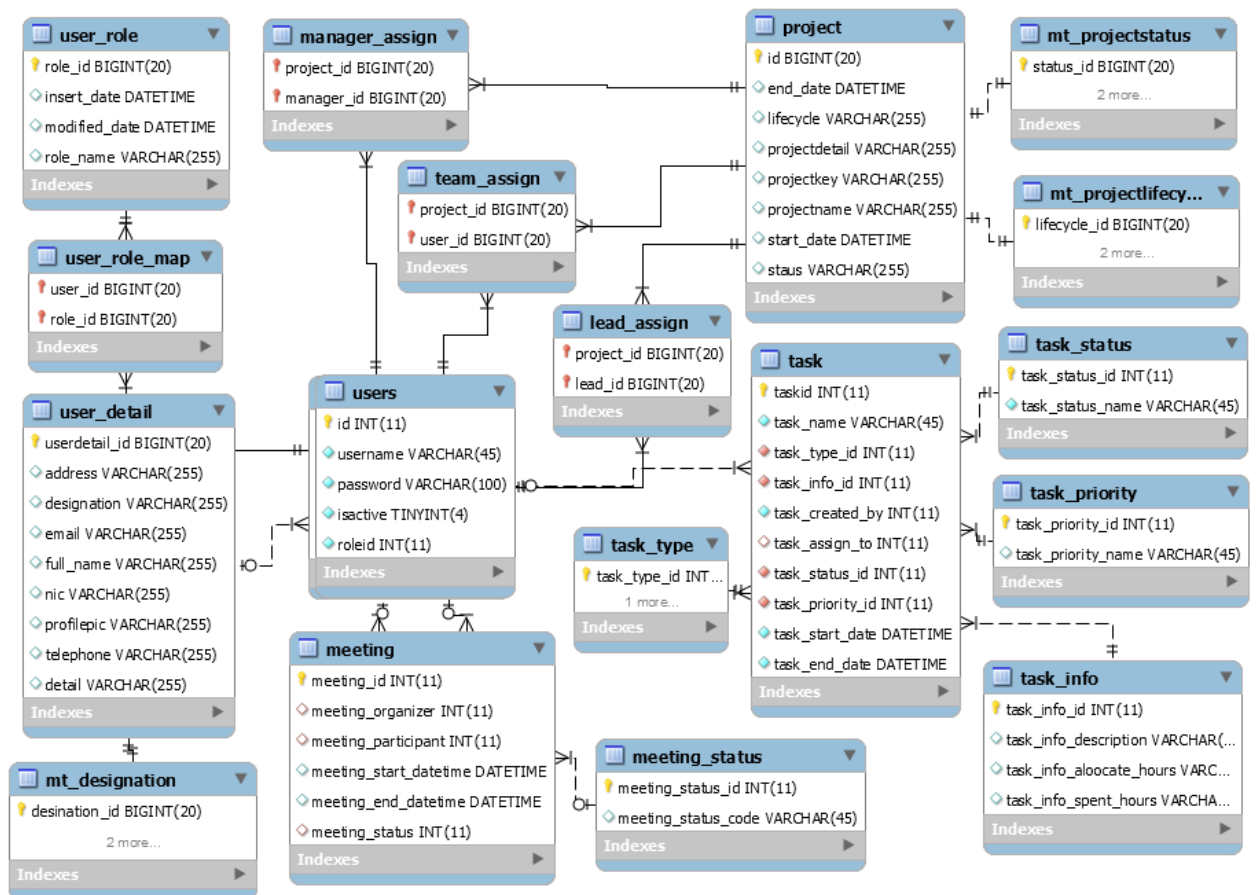 user_role
role_id BIGINT(20)
insert_date DATETIME
modified_date DATETIME
role_name VARCHAR(255)
Indexes
manager_assign
project_id BIGINT(20)
manager_id BIGINT(20)
Indexes
project
id BIGINT(20)
end_date DATETIME
lifecycle VARCHAR(255)
projectdetail VARCHAR(255)
projectkey VARCHAR(255)
projectname VARCHAR(255)
start_date DATETIME
staus VARCHAR(255)
Indexes
mt_projectstatus
status_id BIGINT(20)
2 more...
Indexes
team_assign
project_id BIGINT(20)
user_id BIGINT(20)
Indexes
mt_projectlifecy...
lifecycle_id BIGINT(20)
2 more...
Indexes
user_role_map
user_id BIGINT(20)
role_id BIGINT(20)
Indexes
lead_assign
project_id BIGINT(20)
lead_id BIGINT(20)
Indexes
user_detail
userdetail_id BIGINT(20)
address VARCHAR(255)
designation VARCHAR(255)
email VARCHAR(255)
full_name VARCHAR(255)
nic VARCHAR(255)
profilepic VARCHAR(255)
telephone VARCHAR(255)
detail VARCHAR(255)
Indexes
users
id INT(11)
username VARCHAR(45)
password VARCHAR(100)
isactive TINYINT(4)
roleid INT(11)
Indexes
task
taskid INT(11)
task_name VARCHAR(45)
task_type_id INT(11)
task_info_id INT(11)
task_created_by INT(11)
task_assign_to INT(11)
task_status_id INT(11)
task_priority_id INT(11)
task_start_date DATETIME
task_end_date DATETIME
Indexes
task_status
task_status_id INT(11)
task_status_name VARCHAR(45)
Indexes
task_priority
task_priority_id INT(11)
task_priority_name VARCHAR(45)
Indexes
task_type
task_type_id INT...
1 more...
Indexes
meeting
meeting_id INT(11)
meeting_organizer INT(11)
meeting_participant INT(11)
meeting_start_datetime DATETIME
meeting_end_datetime DATETIME
meeting_status INT(11)
Indexes
task_info
task_info_id INT(11)
task_info_description VARCHAR(...
task_info_aloocate_hours VARC...
task_info_spent_hours VARCHA...
Indexes
meeting_status
meeting_status_id INT(11)
meeting_status_code VARCHAR(45)
Indexes
mt_designation
desination_id BIGINT(20)
2 more...
Indexes